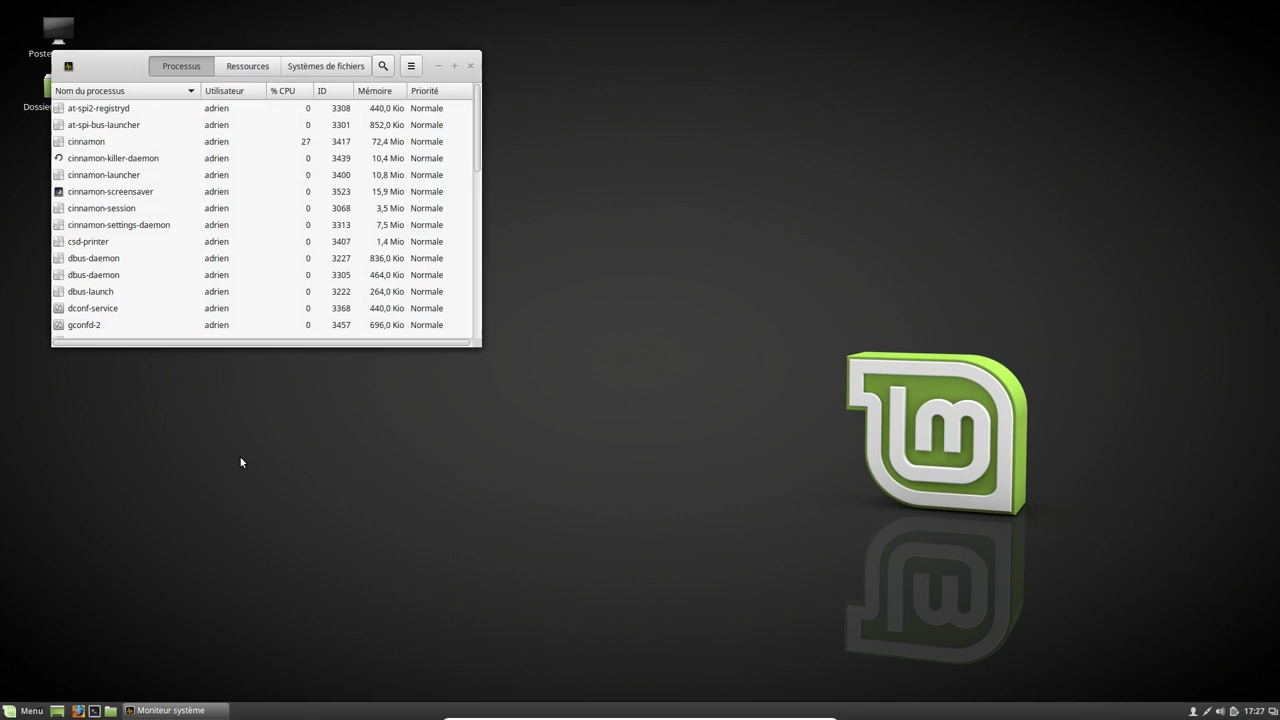 Poste
Dossie
Processus Ressources Systèmes de fichiers
Nom du processus Utilisateur % CPU ID Mémoire Priorité
at-spi2-registryd adrien 0 3308 440,0 Kio Normale
at-spi-bus-launcher adrien 0 3301 852,0 Kio Normale
cinnamon adrien 27 3417 72,4 Mio Normale
cinnamon-killer-daemon adrien 0 3439 10,4 Mio Normale
cinnamon-launcher adrien 0 3400 10,8 Mio Normale
cinnamon-screensaver adrien 0 3523 15,9 Mio Normale
cinnamon-session adrien 0 3068 3,5 Mio Normale
cinnamon-settings-daemon adrien 0 3313 7,5 Mio Normale
csd-printer adrien 0 3407 1,4 Mio Normale
dbus-daemon adrien 0 3227 836,0 Kio Normale
dbus-daemon adrien 0 3305 464,0 Kio Normale
dbus-launch adrien 0 3222 264,0 Kio Normale
dconf-service adrien 0 3368 440,0 Kio Normale
gconfd-2 adrien 0 3457 696,0 Kio Normale
Menu Moniteur système 17:27